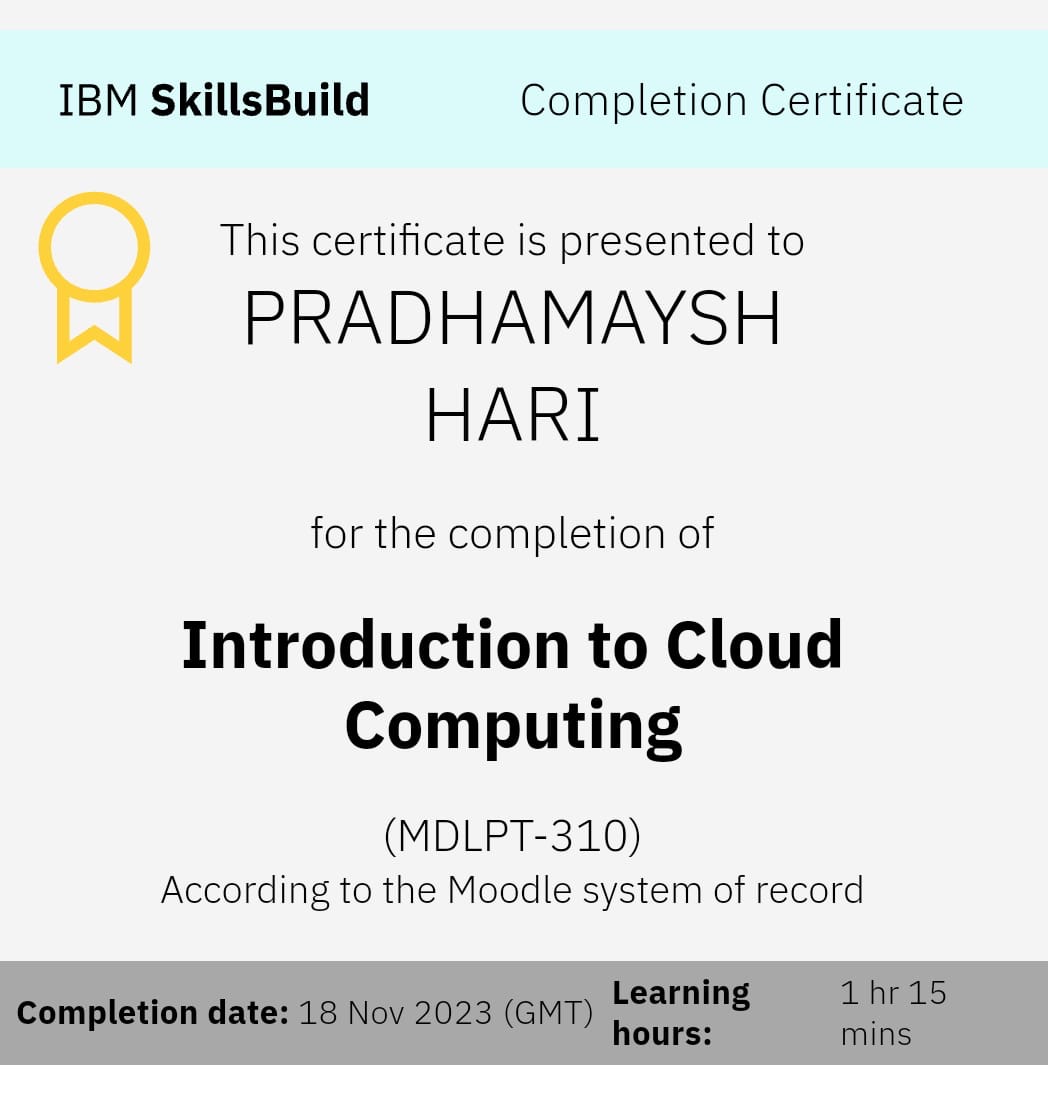 IBM SkillsBuild
Completion Certificate
This certificate is presented to
PRADHAMAYSH
HARI
for the completion of
Introduction to Cloud
Computing
(MDLPT-310)
According to the Moodle system of record
Completion date: 18 Nov 2023 (GMT)
Learning
hours:
1 hr 15
mins